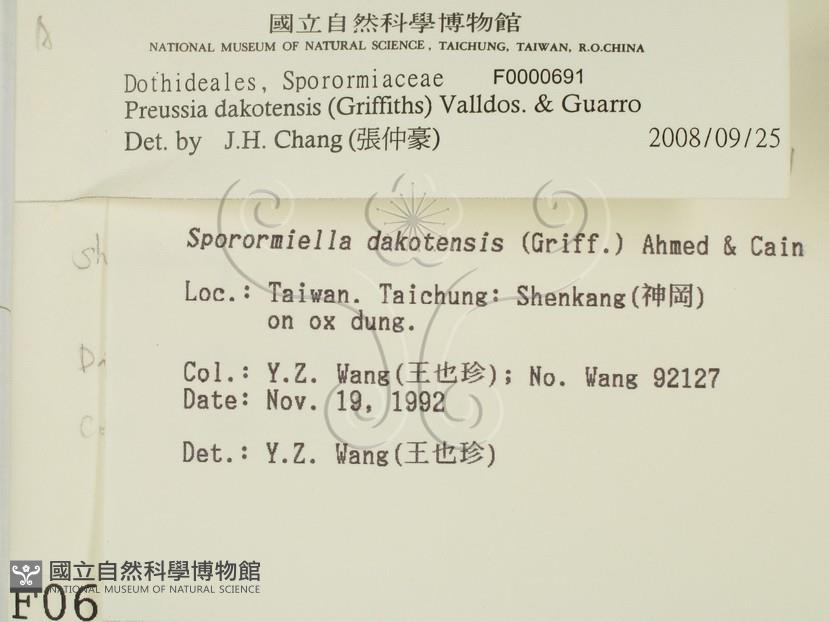 國立自然科學博物館
NATIONAL MUSEUM OF NATURAL SCIENCE, TAICHUNG, TAIWAN, R.O.CHINA
Dothideales, Sporormiaceae F0000691
Preussia dakotensis (Griffiths) Valldos. & Guarro
Det. by J.H. Chang (張仲豪) 2008/09/25
Sporormiella dakotensis (Griff.) Ahmed & Cain
Loc.: Taiwan. Taichung: Shenkang(神岡)
on ox dung.
Col.: Y.Z. Wang(王也珍); No. Wang 92127
Date: Nov. 19, 1992
Det.: Y.Z. Wang(王也珍)
國立自然科學博物館
NATIONAL MUSEUM OF NATURAL SCIENCE
F06